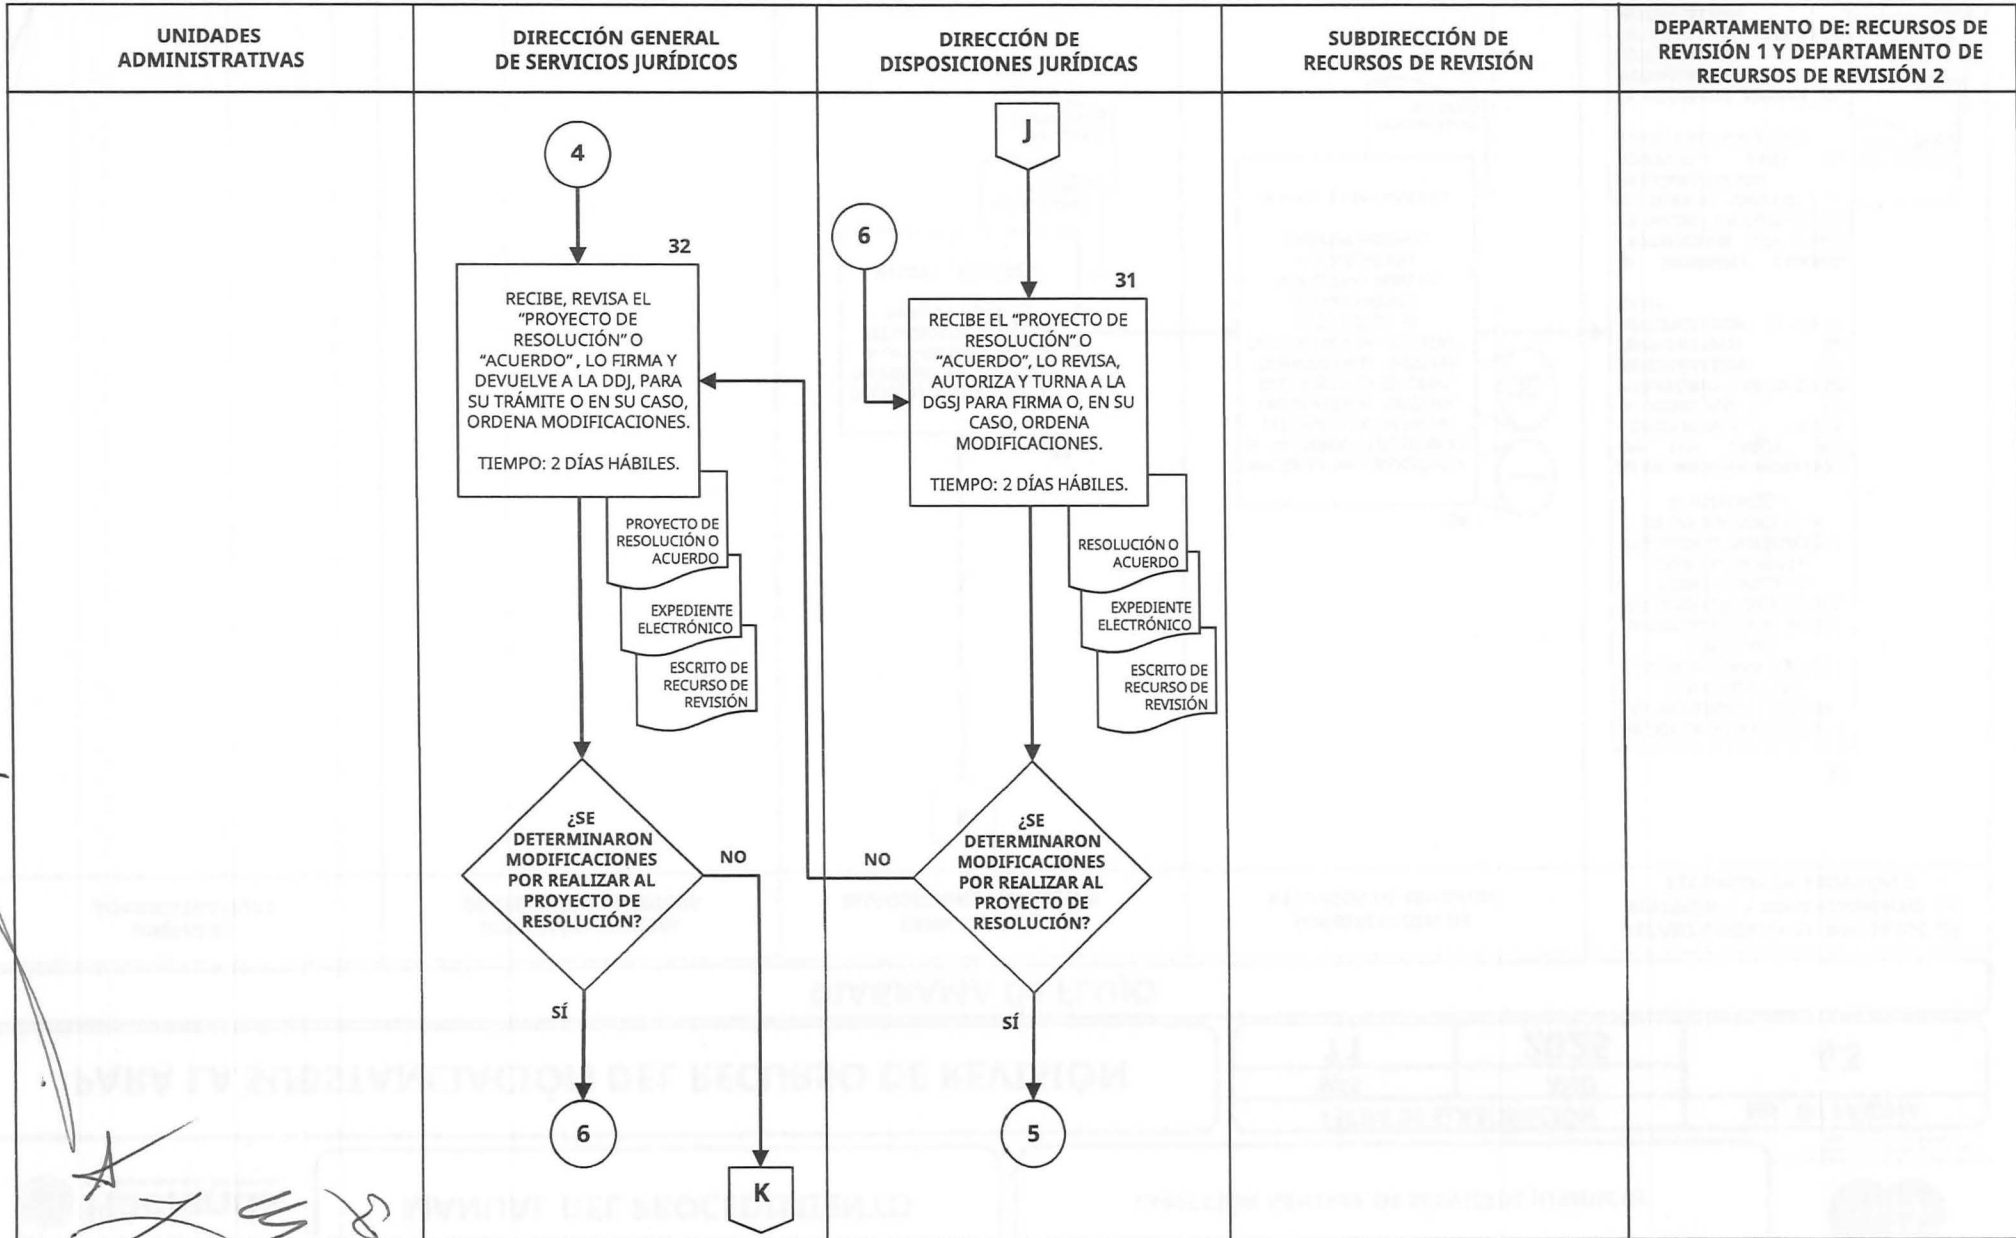 UNIDADES
ADMINISTRATIVAS
DIRECCIÓN GENERAL
DE SERVICIOS JURÍDICOS
DIRECCIÓN DE
DISPOSICIONES JURÍDICAS
SUBDIRECCIÓN DE
RECURSOS DE REVISIÓN
DEPARTAMENTO DE: RECURSOS DE
REVISIÓN 1 Y DEPARTAMENTO DE
RECURSOS DE REVISIÓN 2
4
32
RECIBE, REVISA EL
“PROYECTO DE
RESOLUCIÓN” O
“ACUERDO” , LO FIRMA Y
DEVUELVE A LA DDJ, PARA
SU TRÁMITE O EN SU CASO,
ORDENA MODIFICACIONES.
TIEMPO: 2 DÍAS HÁBILES.
PROYECTO DE
RESOLUCIÓN O
ACUERDO
EXPEDIENTE
ELECTRÓNICO
ESCRITO DE
RECURSO DE
REVISIÓN
¿SE
DETERMINARON
MODIFICACIONES
POR REALIZAR AL
PROYECTO DE
RESOLUCIÓN?
NO
SÍ
6
K
J
6
31
RECIBE EL “PROYECTO DE
RESOLUCIÓN” O
“ACUERDO”, LO REVISA,
AUTORIZA Y TURNA A LA
DGSJ PARA FIRMA O, EN SU
CASO, ORDENA
MODIFICACIONES.
TIEMPO: 2 DÍAS HÁBILES.
RESOLUCIÓN O
ACUERDO
EXPEDIENTE
ELECTRÓNICO
ESCRITO DE
RECURSO DE
REVISIÓN
¿SE
DETERMINARON
MODIFICACIONES
POR REALIZAR AL
PROYECTO DE
RESOLUCIÓN?
NO
SÍ
5